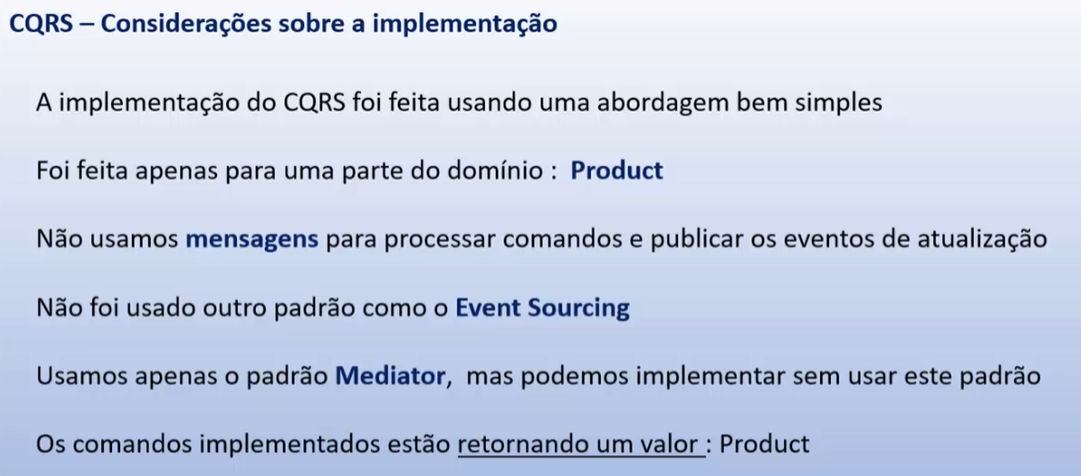 CQRS – Considerações sobre a implementação
A implementação do CQRS foi feita usando uma abordagem bem simples
Foi feita apenas para uma parte do domínio : Product
Não usamos mensagens para processar comandos e publicar os eventos de atualização
Não foi usado outro padrão como o Event Sourcing
Usamos apenas o padrão Mediator, mas podemos implementar sem usar este padrão
Os comandos implementados estão retornando um valor : Product